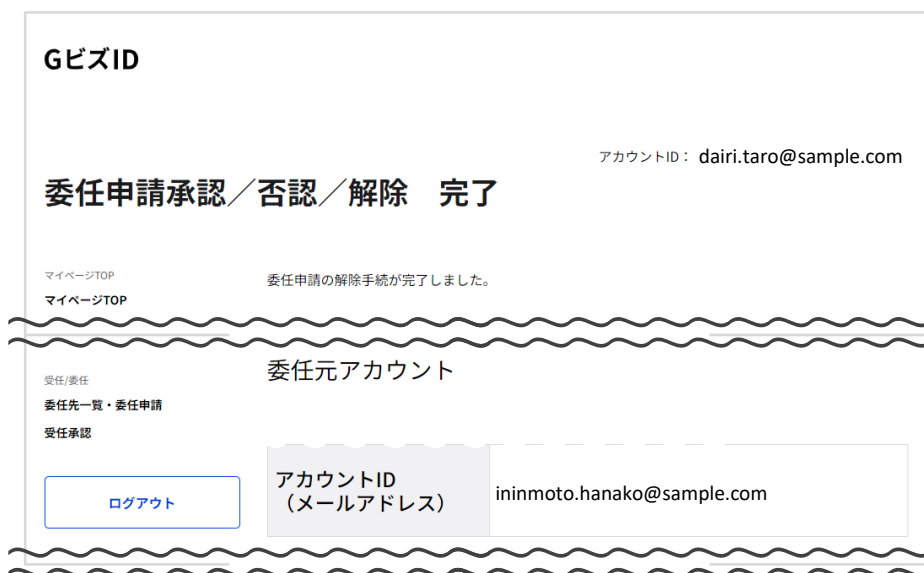 GビズID
アカウントID： dairi.taro@sample.com
委任申請承認／否認／解除　完了
マイページTOP
マイページTOP
委任申請の解除手続が完了しました。
受任/委任
委任先一覧・委任申請
受任承認
ログアウト
委任元アカウント
アカウントID
（メールアドレス）
ininmoto.hanako@sample.com